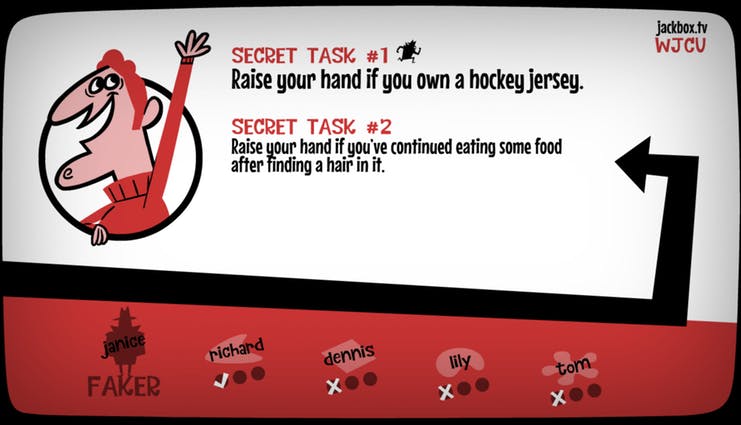 jackbox.tv
WJCU
SECRET TASK #1
Raise your hand if you own a hockey jersey.
SECRET TASK #2
Raise your hand if you've continued eating some food
after finding a hair in it.
janice
FAKER
richard
dennis
lily
tom